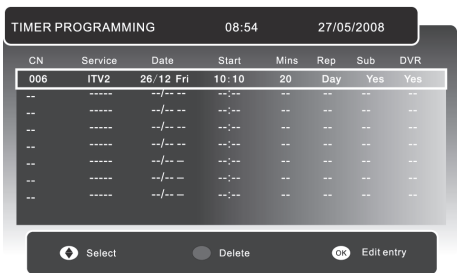 TIMER PROGRAMMING 08:54 27/05/2008
CN Service Date Start Mins Rep Sub DVR
006 ITV2 26/12 Fri 10:10 20 Day Yes Yes
-- ----- --/-- -- --:-- -- -- -- --
-- ----- --/-- -- --:-- -- -- -- --
-- ----- --/-- – --:-- -- -- -- --
-- ----- --/-- – --:-- -- -- -- --
-- ----- --/-- – --:-- -- -- -- --
-- ----- --/-- – --:-- -- -- -- --
-- ----- --/-- – --:-- -- -- -- --
Select Delete OK Edit entry